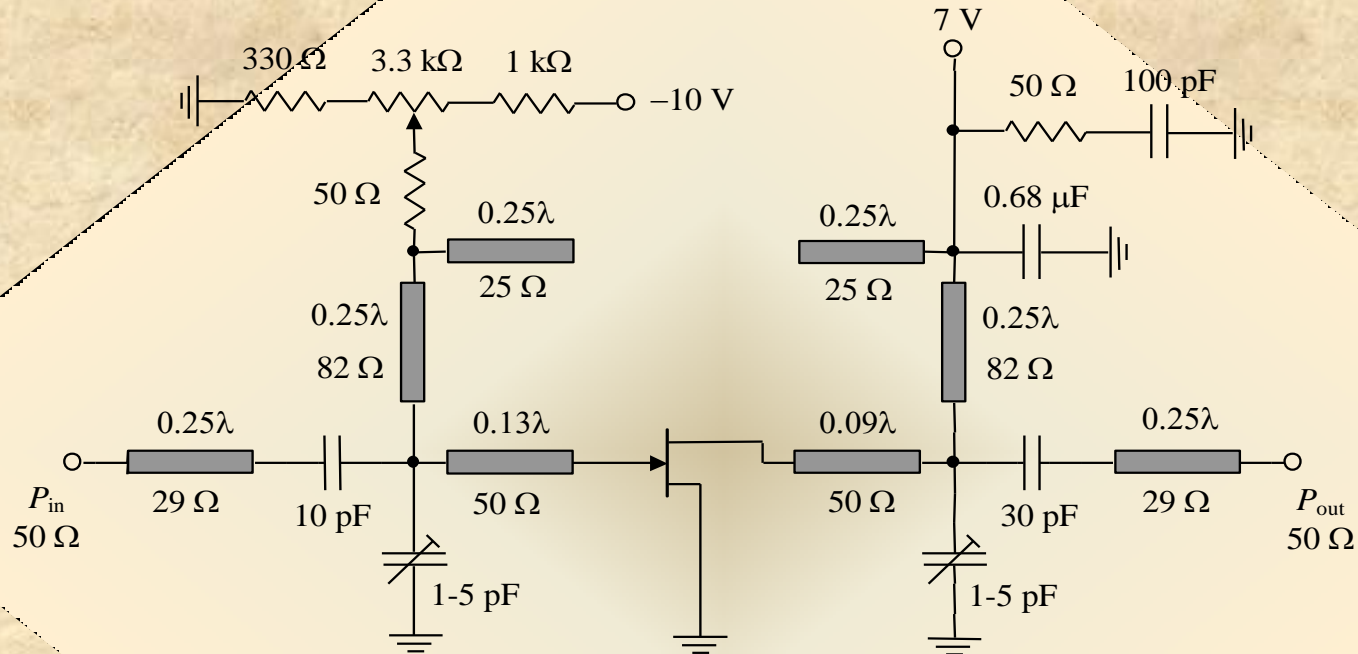 7 V
330 Ω 3.3 kΩ 1 kΩ
–10 V
50 Ω 100 pF
50 Ω
0.25λ
25 Ω
0.25λ
25 Ω
0.68 μF
0.25λ
82 Ω
0.25λ
82 Ω
0.25λ
29 Ω
10 pF
0.13λ
50 Ω
0.09λ
50 Ω
30 pF
0.25λ
29 Ω
Pin
50 Ω
Pout
50 Ω
1-5 pF
1-5 pF